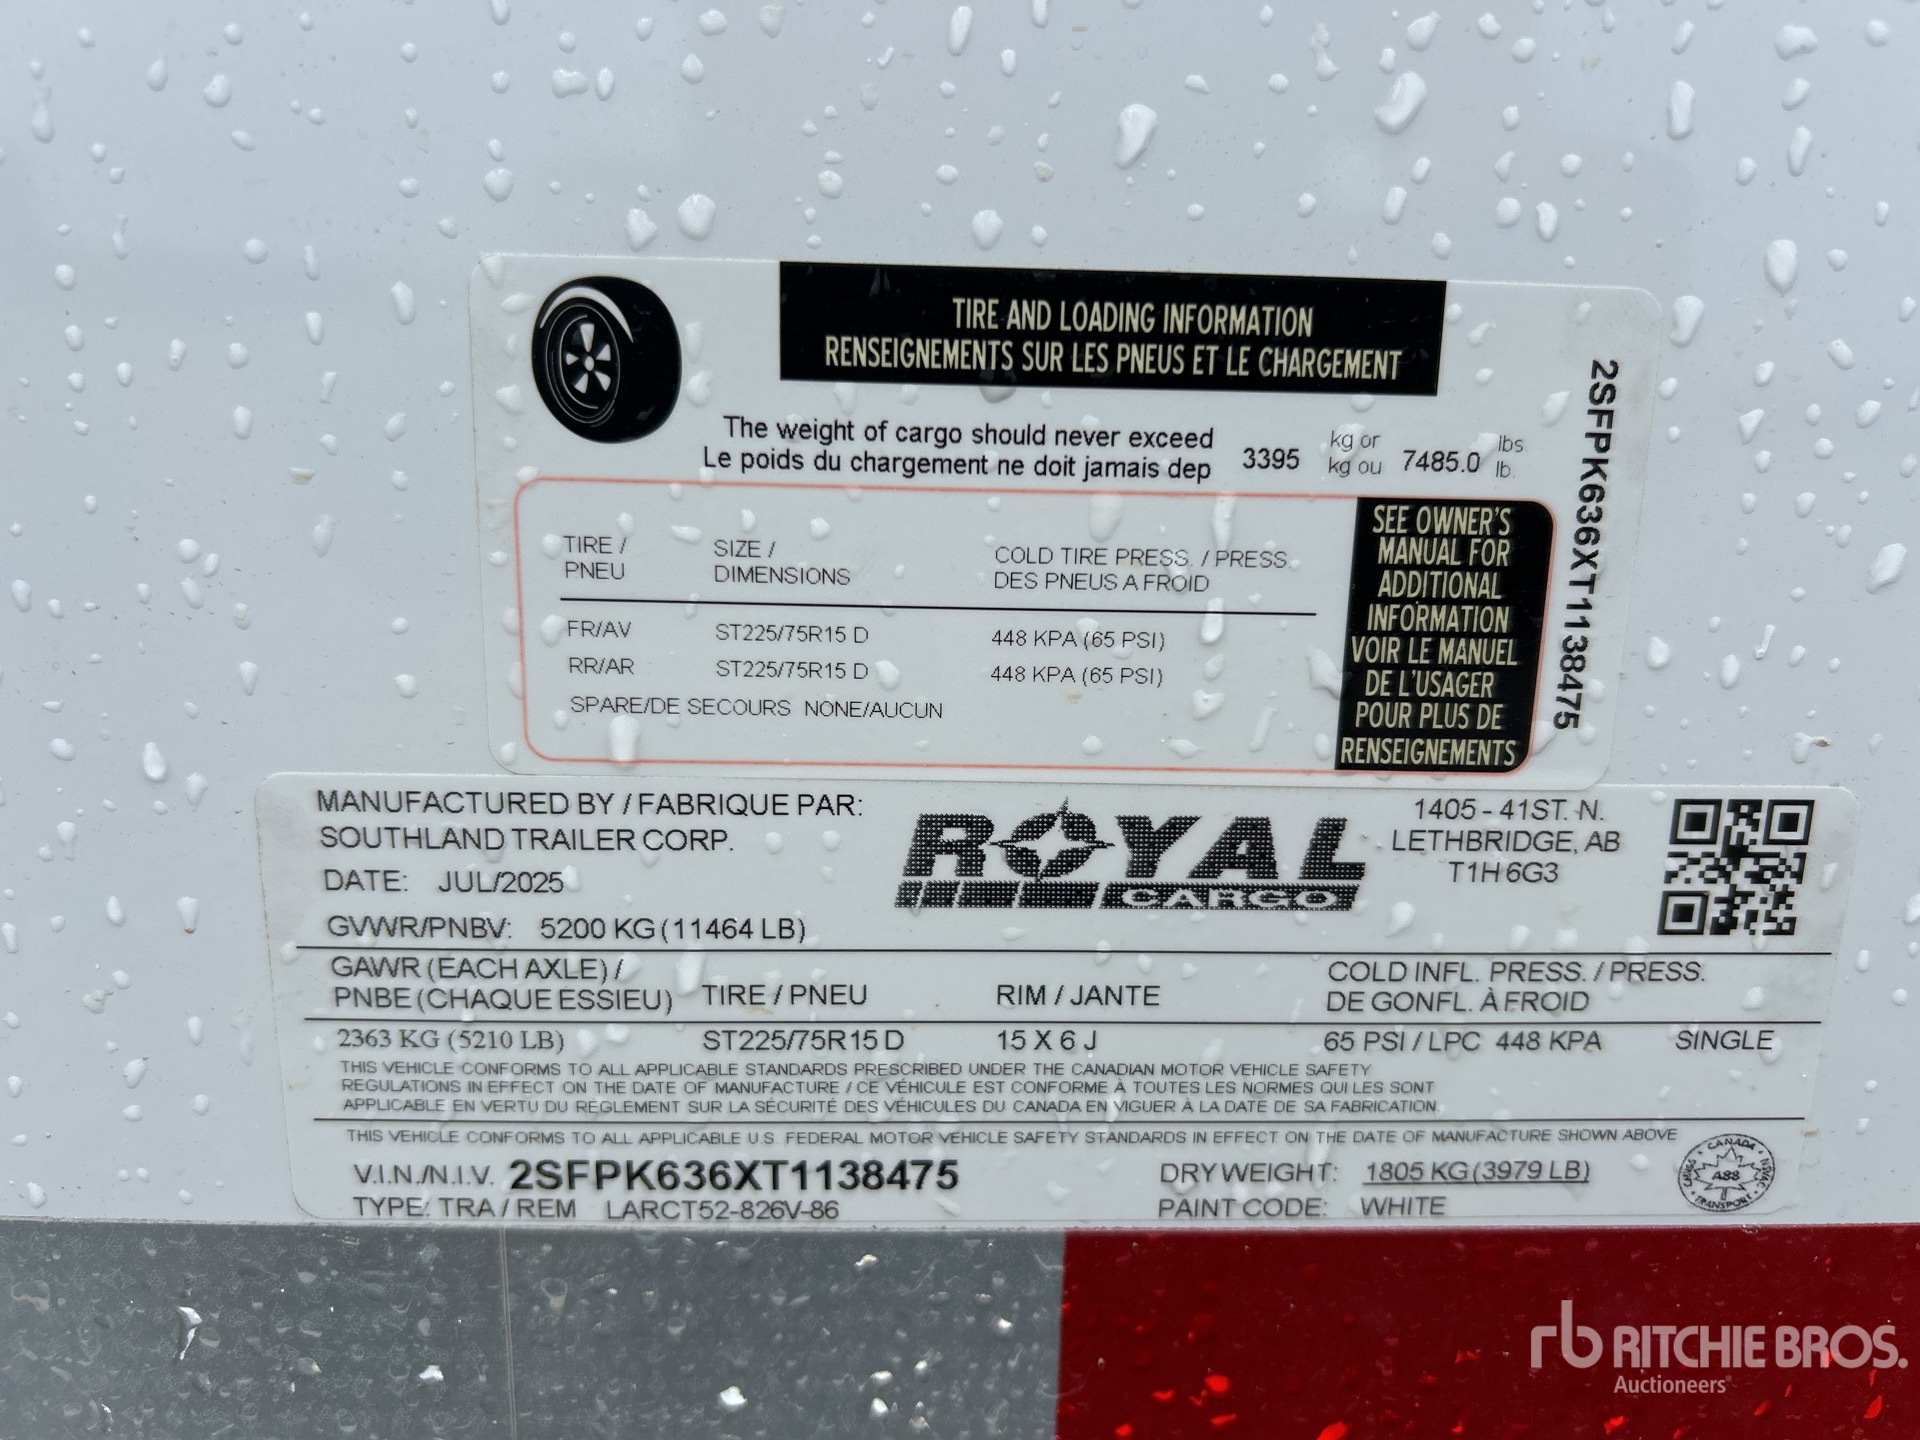 TIRE AND LOADING INFORMATION
RENSEIGNEMENTS SUR LES PNEUS ET LE CHARGEMENT
The weight of cargo should never exceed
Le poids du chargement ne doit jamais dep
3395 kg or
kg ou 7485.0 lbs
lb.
TIRE /
PNEU
SIZE /
DIMENSIONS
COLD TIRE PRESS. / PRESS.
DES PNEUS A FROID
FR/AV ST225/75R15 D 448 KPA (65 PSI)
RR/AR ST225/75R15 D 448 KPA (65 PSI)
SPARE/DE SECOURS NONE/AUCUN
SEE OWNER'S
MANUAL FOR
ADDITIONAL
INFORMATION
VOIR LE MANUEL
DE L'USAGER
POUR PLUS DE
RENSEIGNEMENTS
2SFPK636XT1138475
MANUFACTURED BY / FABRIQUE PAR:
SOUTHLAND TRAILER CORP.
DATE: JUL/2025
GVWR/PNBV: 5200 KG (11464 LB)
ROYAL
CARGO
1405 - 41ST. N.
LETHBRIDGE, AB
T1H 6G3
GAWR (EACH AXLE) /
PNBE (CHAQUE ESSIEU)
TIRE / PNEU
RIM / JANTE
COLD INFL. PRESS. / PRESS.
DE GONFL. À FROID
2363 KG (5210 LB) ST225/75R15 D 15 X 6 J 65 PSI / LPC 448 KPA SINGLE
THIS VEHICLE CONFORMS TO ALL APPLICABLE STANDARDS PRESCRIBED UNDER THE CANADIAN MOTOR VEHICLE SAFETY
REGULATIONS IN EFFECT ON THE DATE OF MANUFACTURE / CE VÉHICULE EST CONFORME À TOUTES LES NORMES QUI LES SONT
APPLICABLE EN VERTU DU RÉGLEMENT SUR LA SÉCURITÉ DES VÉHICULES DU CANADA EN VIGUER À LA DATE DE SA FABRICATION
THIS VEHICLE CONFORMS TO ALL APPLICABLE U.S. FEDERAL MOTOR VEHICLE SAFETY STANDARDS IN EFFECT ON THE DATE OF MANUFACTURE SHOWN ABOVE
V.I.N./N.I.V. 2SFPK636XT1138475 DRY WEIGHT: 1805 KG (3979 LB)
TYPE: TRA / REM LARCT52-826V-86 PAINT CODE: WHITE
CANADA
A88
TRANSPORT
rb RITCHIE BROS.
Auctioneers